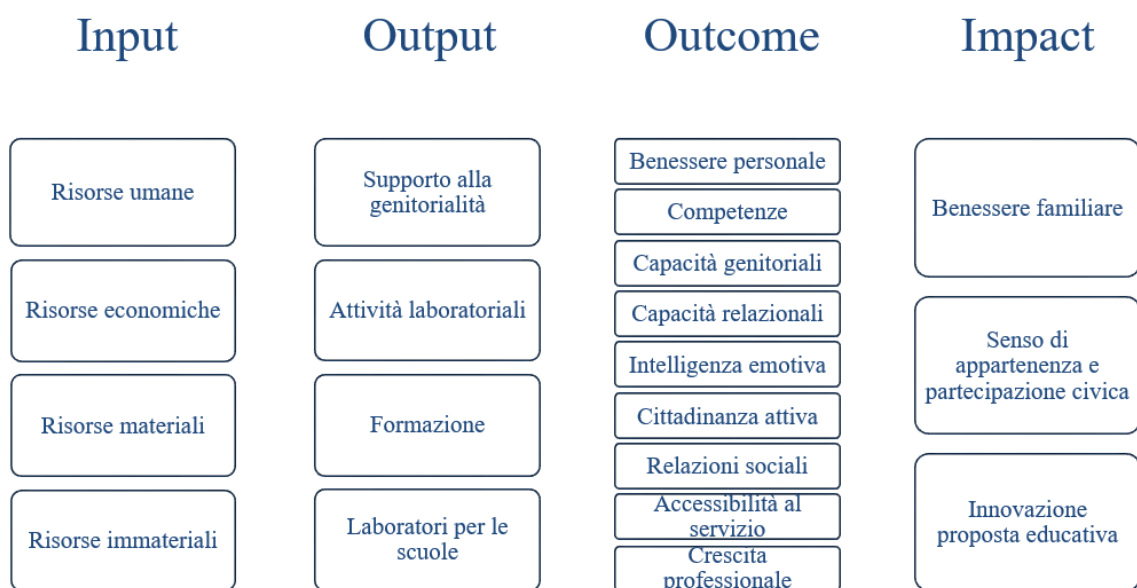 Input
Output
Outcome
Impact
Risorse umane
Risorse economiche
Risorse materiali
Risorse immateriali
Supporto alla
genitorialità
Attività laboratoriali
Formazione
Laboratori per le
scuole
Benessere personale
Competenze
Capacità genitoriali
Capacità relazionali
Intelligenza emotiva
Cittadinanza attiva
Relazioni sociali
Accessibilità al
servizio
Crescita
professionale
Benessere familiare
Senso di
appartenenza e
partecipazione civica
Innovazione
proposta educativa